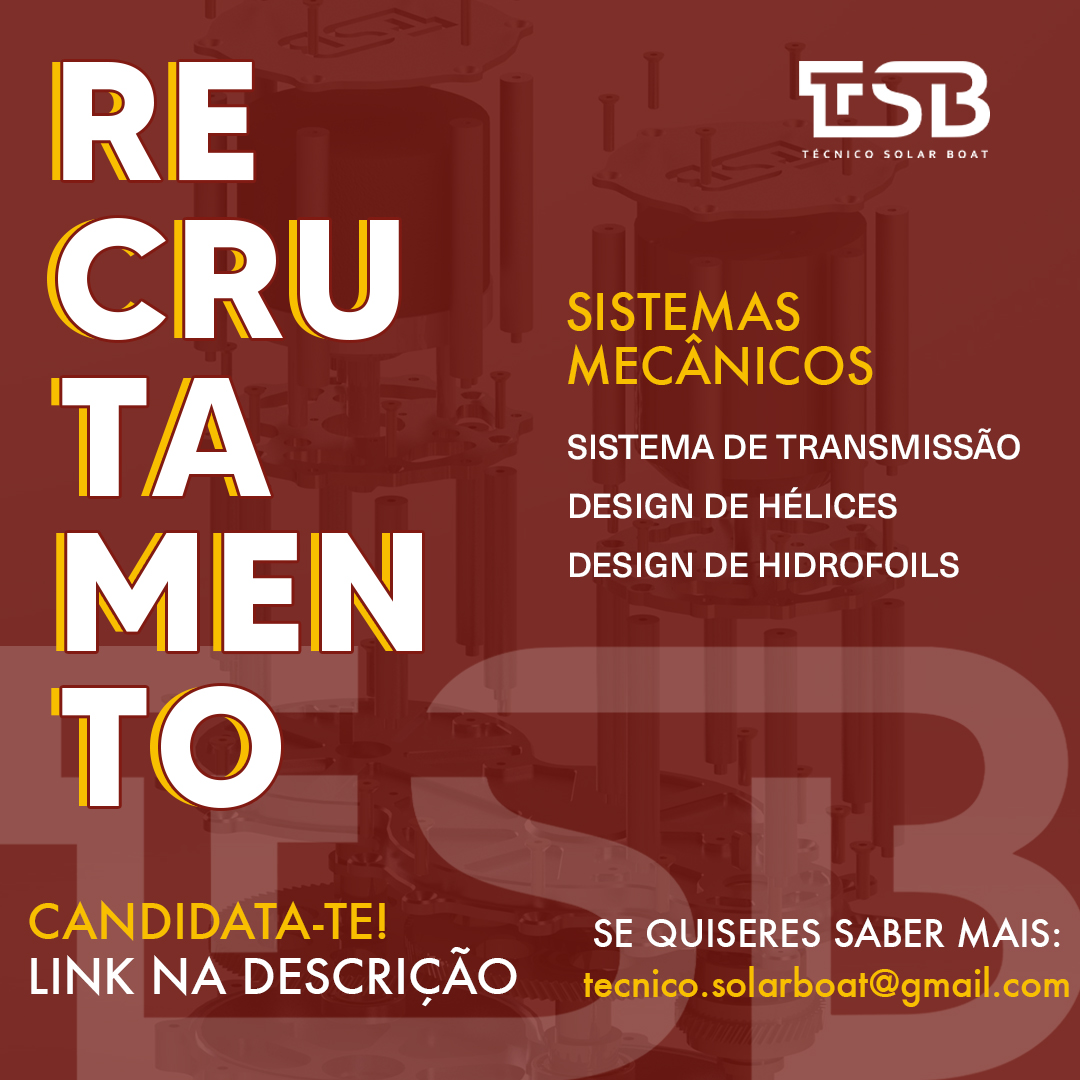 RE
CRU
TA
MEN
TO
TSB
TÉCNICO SOLAR BOAT
SISTEMAS
MECÂNICOS
SISTEMA DE TRANSMISSÃO
DESIGN DE HÉLICES
DESIGN DE HIDROFOILS
TSB
CANDIDATA-TE!
LINK NA DESCRIÇÃO
SE QUISERES SABER MAIS:
tecnico.solarboat@gmail.com